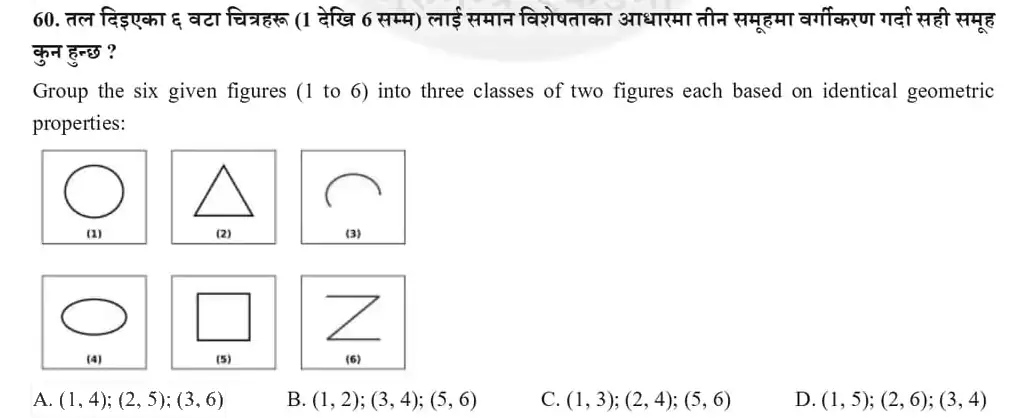 60. तल दिइएका ६ वटा चित्रहरू (1 देखि 6 सम्म) लाई समान विशेषताका आधारमा तीन समूहमा वर्गीकरण गर्दा सही समूह
कुन हुन्छ ?
Group the six given figures (1 to 6) into three classes of two figures each based on identical geometric
properties:
(1) (2) (3)
(4) (5) (6)
A. (1, 4); (2, 5); (3, 6) B. (1, 2); (3, 4); (5, 6) C. (1, 3); (2, 4); (5, 6) D. (1, 5); (2, 6); (3, 4)